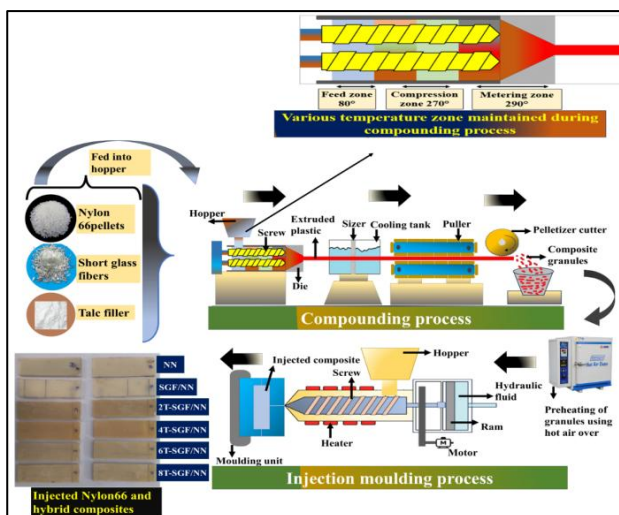 Feed zone
80°
Compression
zone 270°
Metering zone
290°
Various temperature zone maintained during
compounding process
Fed into
hopper
Nylon
66pellets
Short glass
fibers
Talc filler
Hopper
Screw
Extruded
plastic
Die
Sizer
Cooling tank
Puller
Pelletizer cutter
Composite
granules
Compounding process
NN
SGF/NN
2T-SGF/NN
4T-SGF/NN
6T-SGF/NN
8T-SGF/NN
Injected Nylon66 and
hybrid composites
Injected composite
Screw
Hopper
Hydraulic
fluid
Ram
Motor
M
Heater
Moulding unit
Preheating of
granules using
hot air over
Injection moulding process